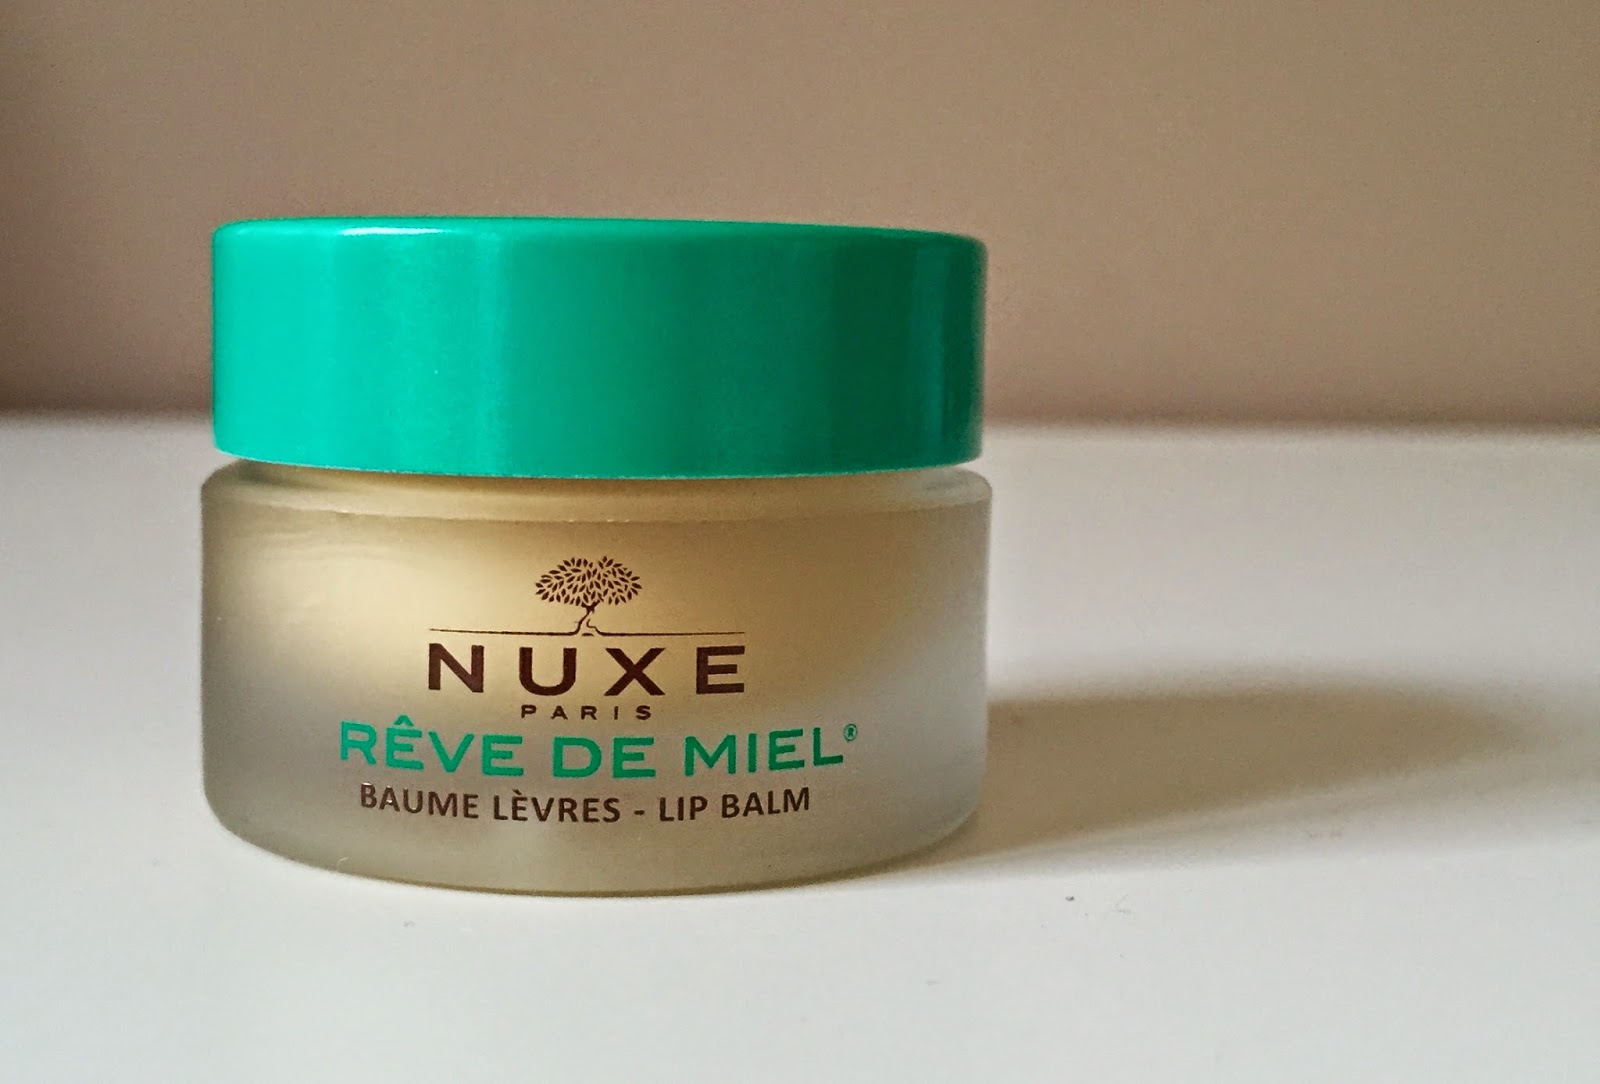 NUXE
PARIS
RÊVE DE MIEL®
BAUME LÈVRES - LIP BALM